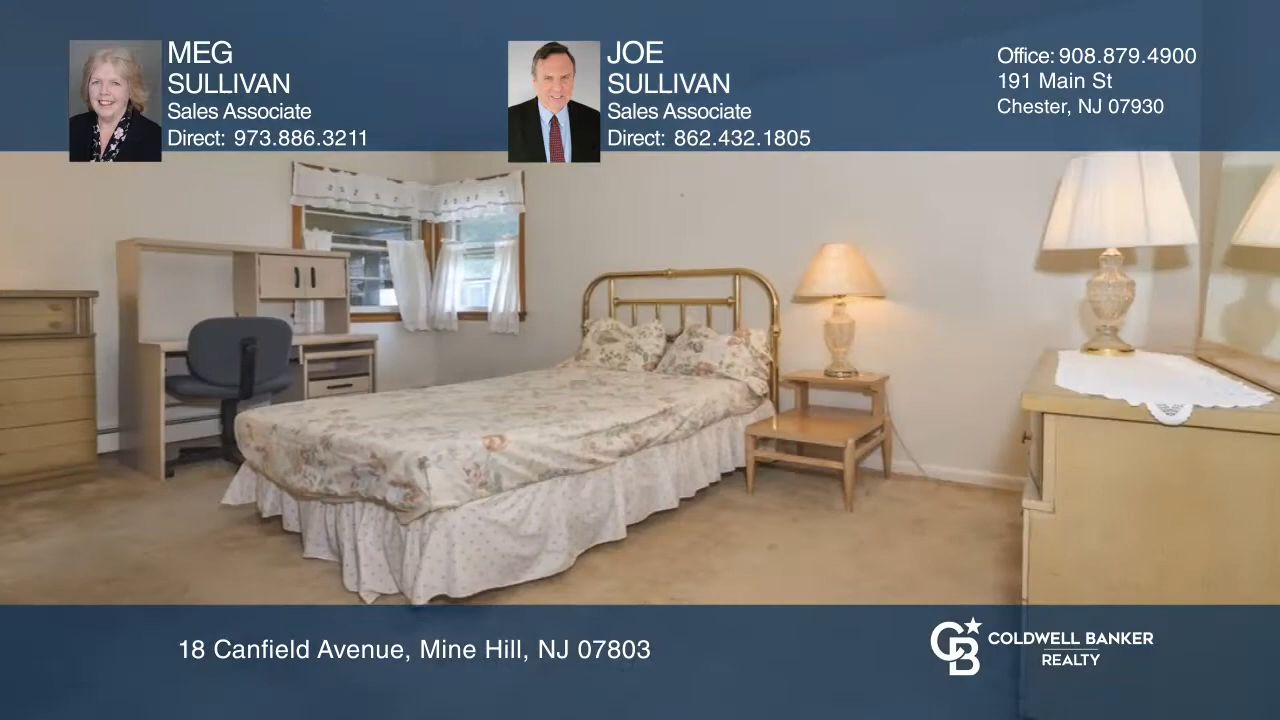 MEG
SULLIVAN
Sales Associate
Direct: 973.886.3211
JOE
SULLIVAN
Sales Associate
Direct: 862.432.1805
Office: 908.879.4900
191 Main St
Chester, NJ 07930
18 Canfield Avenue, Mine Hill, NJ 07803
CB
COLDWELL BANKER
REALTY